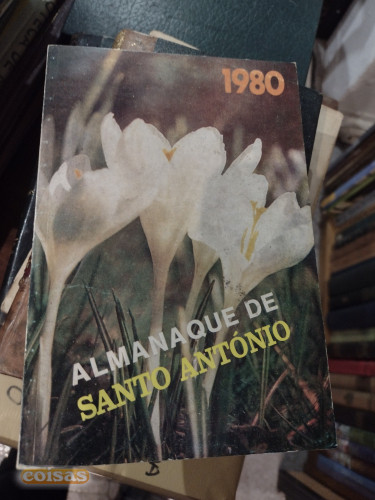 1980
ALMANAQUE DE
SANTO ANTÓNIO
coisas